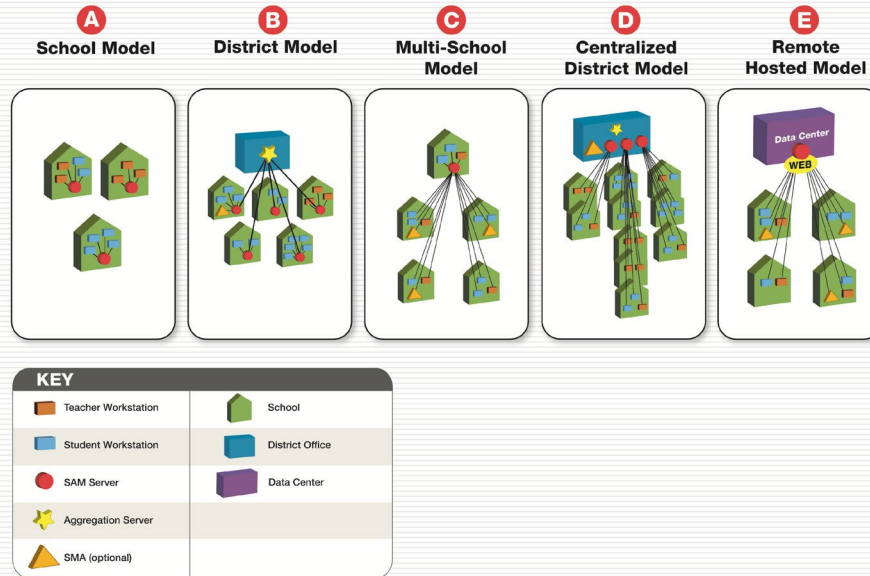 A
School Model
B
District Model
C
Multi-School
Model
D
Centralized
District Model
E
Remote
Hosted Model
Data Center
WEB
KEY
Teacher Workstation
School
Student Workstation
District Office
SAM Server
Data Center
Aggregation Server
SMA (optional)